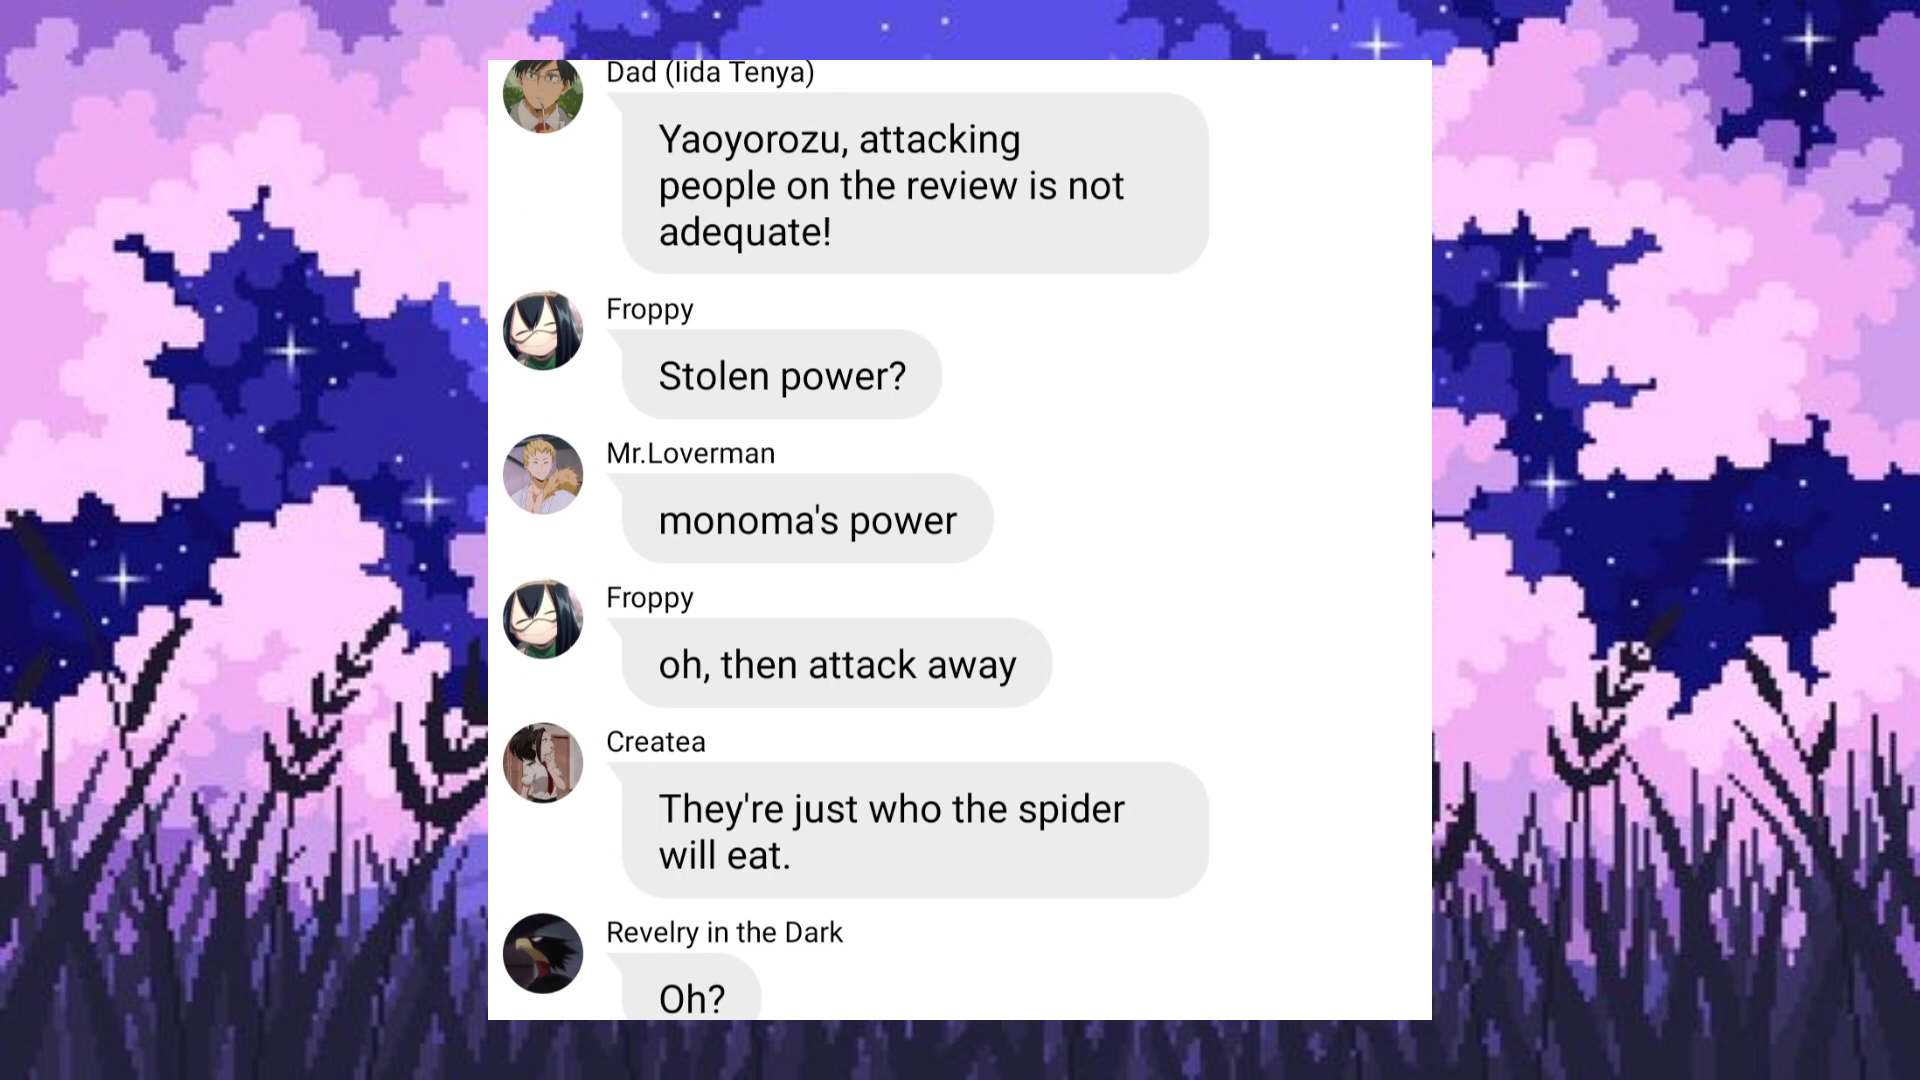 Dad (Iida Tenya)
Yaoyorozu, attacking
people on the review is not
adequate!
Froppy
Stolen power?
Mr.Loverman
monoma's power
Froppy
oh, then attack away
Createa
They're just who the spider
will eat.
Revelry in the Dark
Oh?